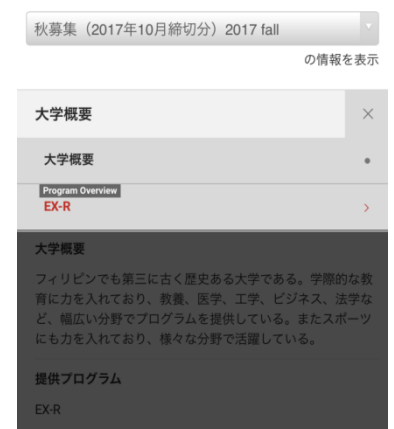 秋募集（2017年10月締切分）2017 fall
の情報を表示
大学概要
大学概要
Program Overview
EX-R
大学概要
フィリピンでも第三に古く歴史ある大学である。学際的な教
育に力を入れており、教養、医学、工学、ビジネス、法学な
ど、幅広い分野でプログラムを提供している。またスポーツ
にも力を入れており、様々な分野で活躍している。
提供プログラム
EX-R